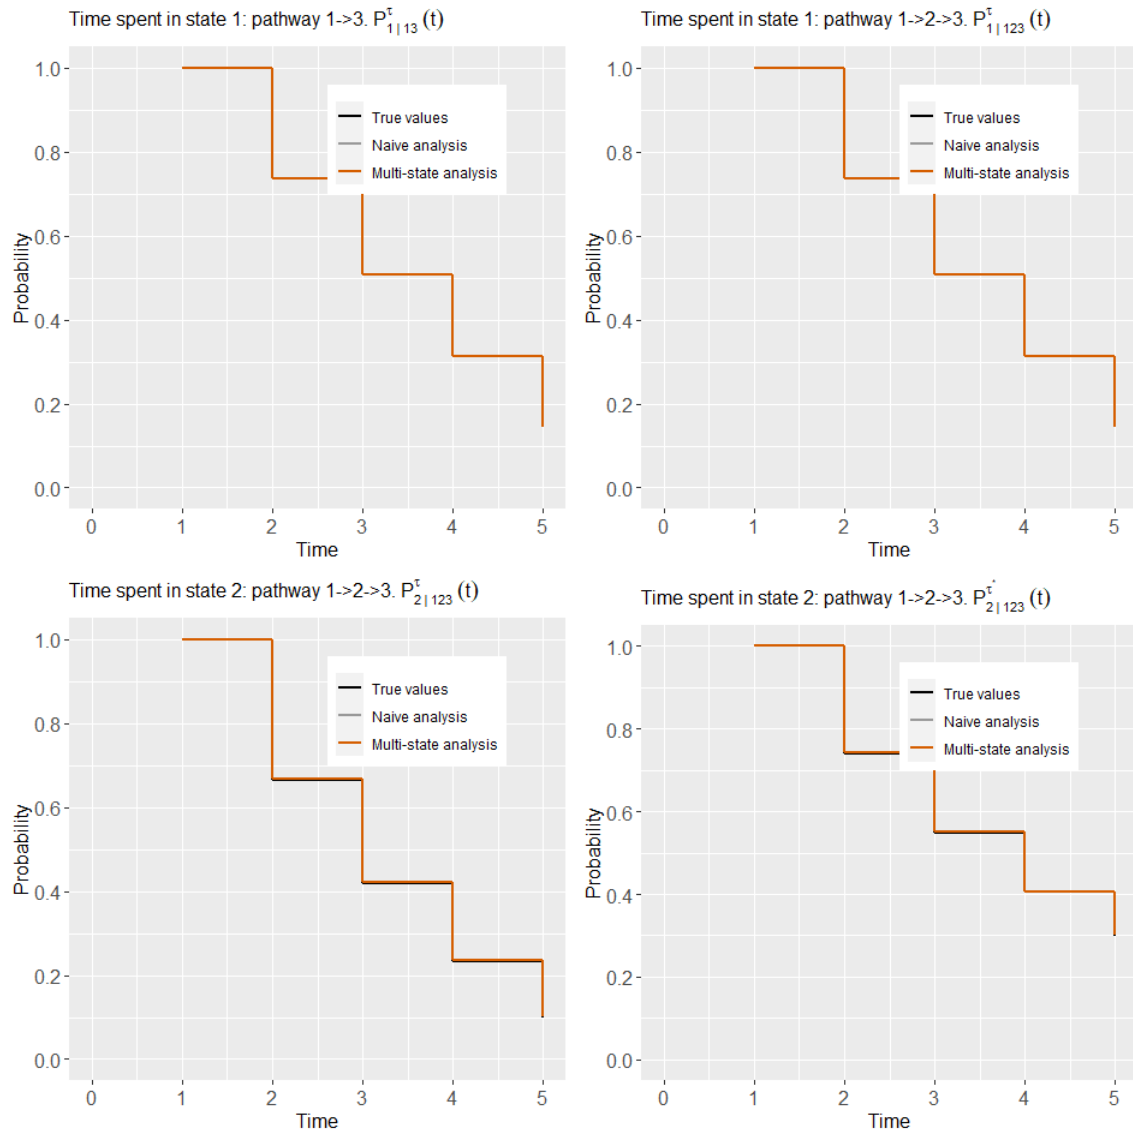 Time spent in state 1: pathway 1->3. P^τ_{1 | 13} (t)
1.0
0.8
0.6
0.4
0.2
0.0
Probability
True values
Naive analysis
Multi-state analysis
0 1 2 3 4 5
Time
Time spent in state 1: pathway 1->2->3. P^τ_{1 | 123} (t)
1.0
0.8
0.6
0.4
0.2
0.0
Probability
True values
Naive analysis
Multi-state analysis
0 1 2 3 4 5
Time
Time spent in state 2: pathway 1->2->3. P^τ_{2 | 123} (t)
1.0
0.8
0.6
0.4
0.2
0.0
Probability
True values
Naive analysis
Multi-state analysis
0 1 2 3 4 5
Time
Time spent in state 2: pathway 1->2->3. P^{τ*}_{2 | 123} (t)
1.0
0.8
0.6
0.4
0.2
0.0
Probability
True values
Naive analysis
Multi-state analysis
0 1 2 3 4 5
Time